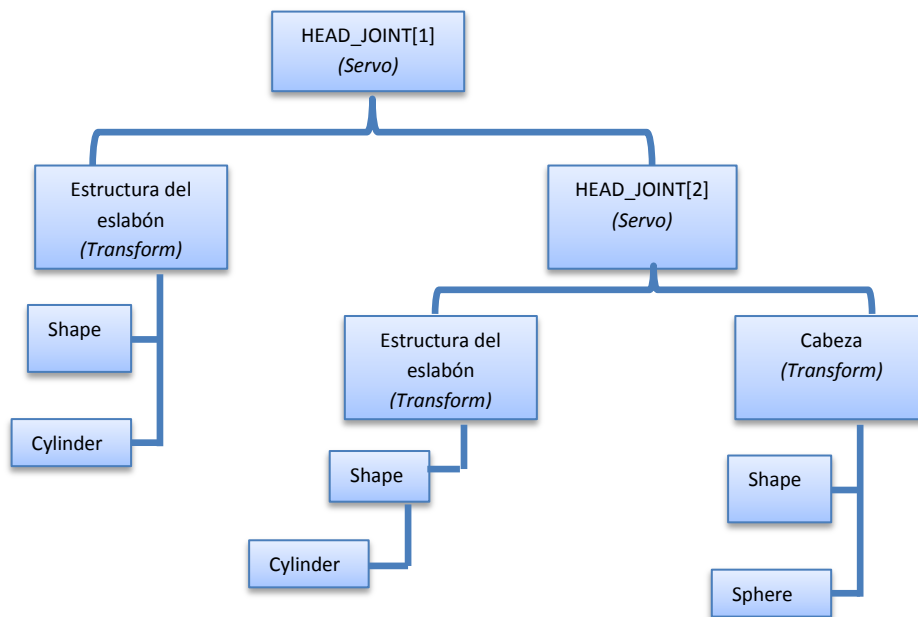 HEAD_JOINT[1]
(Servo)
Estructura del
eslabón
(Transform)
HEAD_JOINT[2]
(Servo)
Shape
Cylinder
Estructura del
eslabón
(Transform)
Cabeza
(Transform)
Shape
Cylinder
Shape
Sphere